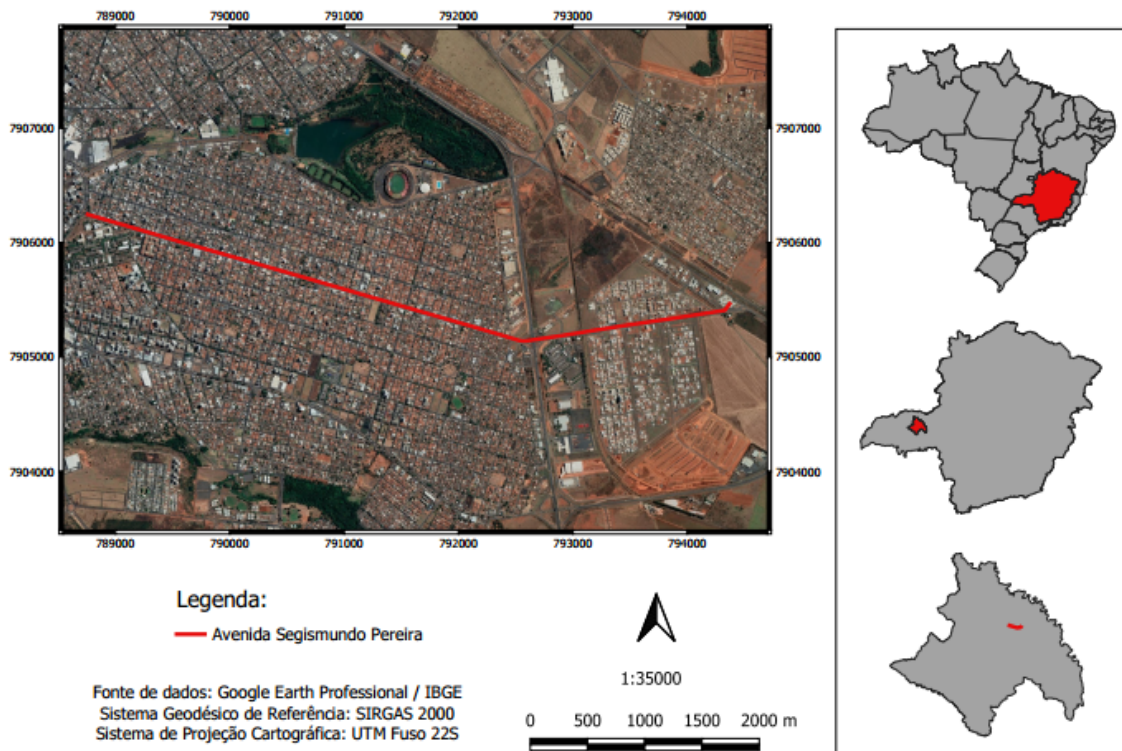 789000 790000 791000 792000 793000 794000
7907000 7907000
7906000 7906000
7905000 7905000
7904000 7904000
789000 790000 791000 792000 793000 794000
Legenda:
Avenida Segismundo Pereira
1:35000
Fonte de dados: Google Earth Professional / IBGE
Sistema Geodésico de Referência: SIRGAS 2000
Sistema de Projeção Cartográfica: UTM Fuso 22S
0 500 1000 1500 2000 m